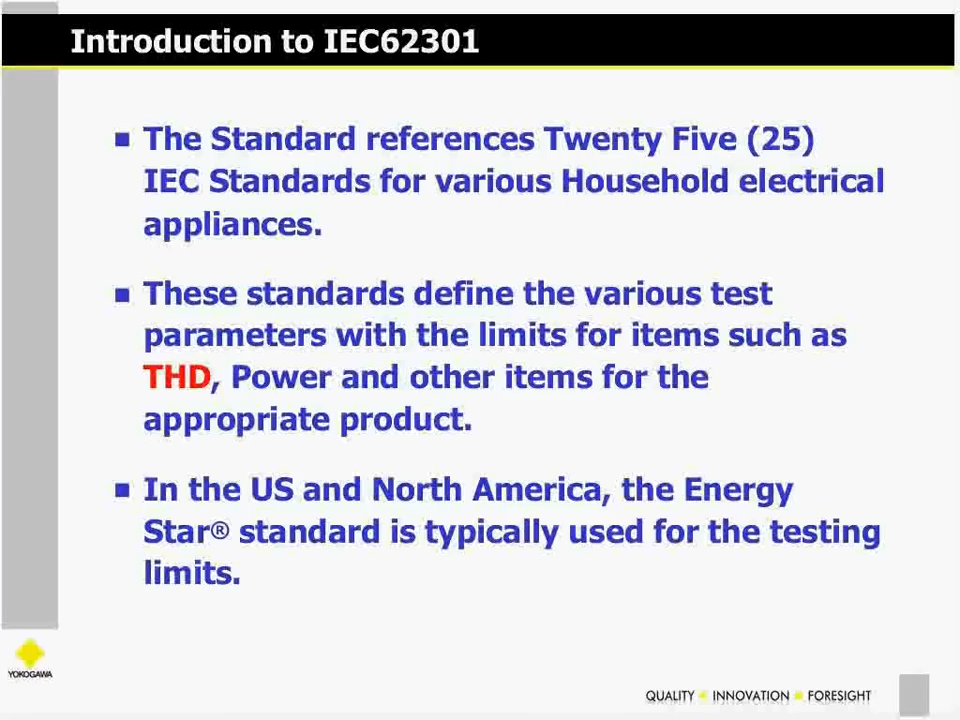 Introduction to IEC62301
The Standard references Twenty Five (25)
IEC Standards for various Household electrical
appliances.
These standards define the various test
parameters with the limits for items such as
THD, Power and other items for the
appropriate product.
In the US and North America, the Energy
Star® standard is typically used for the testing
limits.
YOKOGAWA
QUALITY INNOVATION FORESIGHT